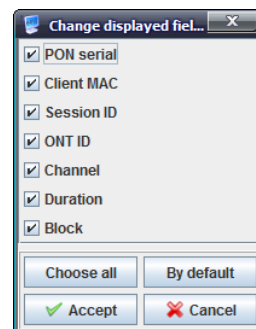 Change displayed fiel...
PON serial
Client MAC
Session ID
ONT ID
Channel
Duration
Block
Choose all
By default
Accept
Cancel